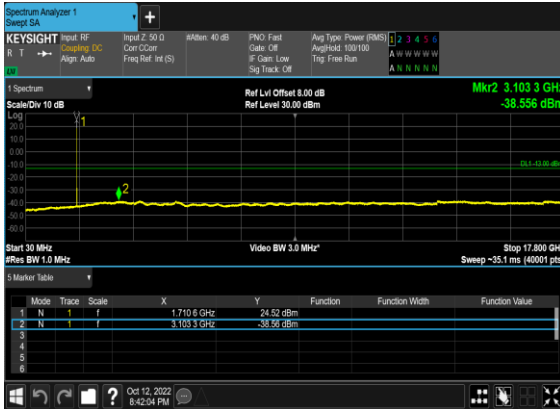 Spectrum Analyzer 1
Swept SA
+
KEYSIGHT Input: RF Input Z: 50 Ω #Atten: 40 dB PNO: Fast Avg Type: Power (RMS) 1 2 3 4 5 6
R T Coupling: DC Corr CCorr Gate: Off Avg|Hold: 100/100 A W W W W W
Align: Auto Freq Ref: Int (S) IF Gain: Low Trig: Free Run
Sig Track: Off A N N N N N
1 Spectrum Ref Lvl Offset 8.00 dB Mkr2 3.103 3 GHz
Scale/Div 10 dB Ref Level 30.00 dBm -38.556 dBm
Log
20.0 1
10.0
0.00
-10.0 DL1 -13.00 dBm
-20.0
-30.0 2
-40.0
-50.0
-60.0
Start 30 MHz Video BW 3.0 MHz* Stop 17.800 GH
#Res BW 1.0 MHz Sweep ~35.1 ms (40001 pts
5 Marker Table
Mode Trace Scale X Y Function Function Width Function Value
1 N 1 f 1.710 6 GHz 24.52 dBm
2 N 1 f 3.103 3 GHz -38.56 dBm
3
4
5
6
? Oct 12, 2022
8:42:04 PM